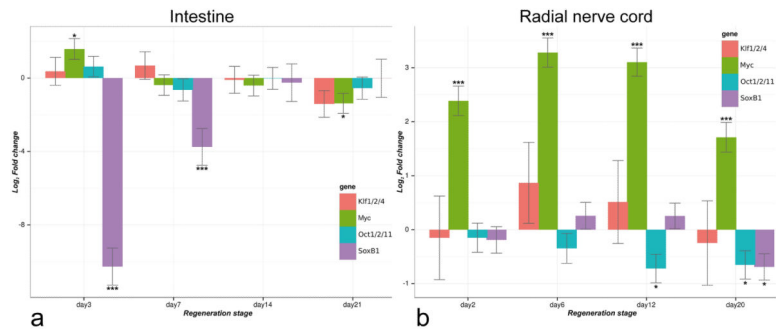 Intestine
*
0
-4
-8
***
***
*
Log₂ Fold change
gene
Klf1/2/4
Myc
Oct1/2/11
SoxB1
day3 day7 day14 day21
Regeneration stage
a
Radial nerve cord
***
***
***
***
3
2
1
0
-1
* * *
Log₂ Fold change
gene
Klf1/2/4
Myc
Oct1/2/11
SoxB1
day2 day6 day12 day20
Regeneration stage
b